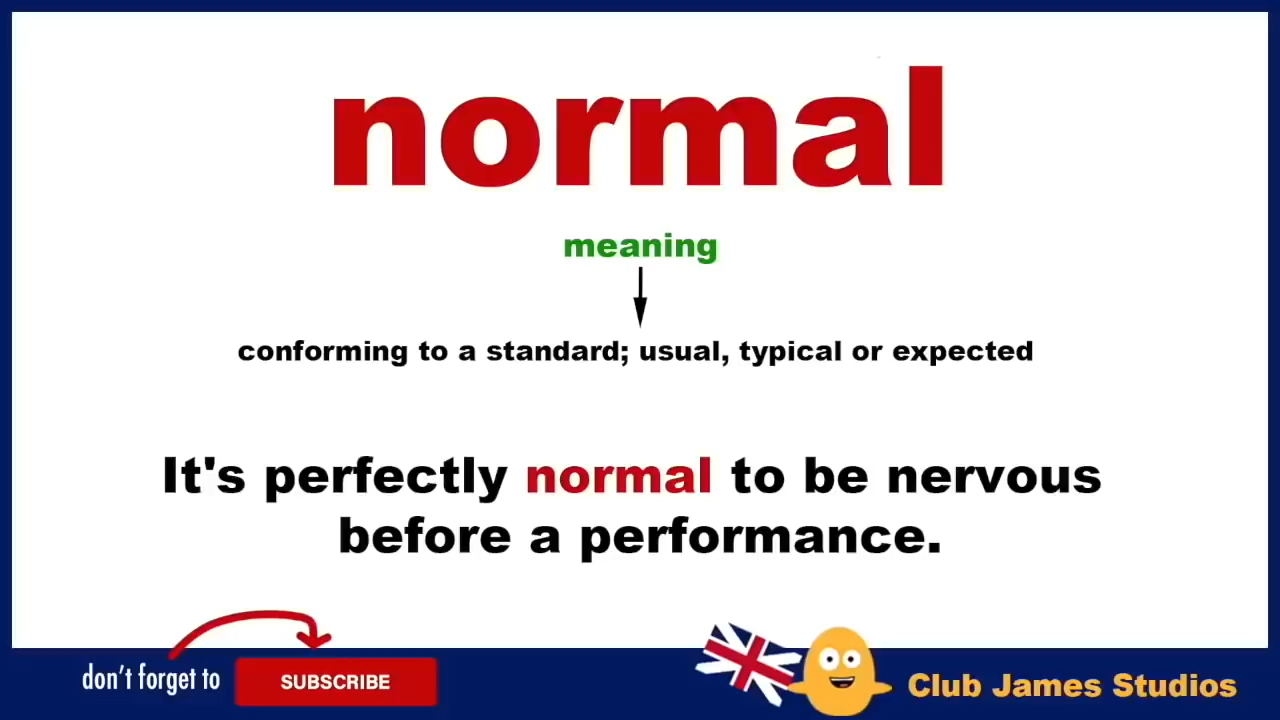 normal
meaning
conforming to a standard; usual, typical or expected
It's perfectly normal to be nervous
before a performance.
don't forget to
SUBSCRIBE
Club James Studios